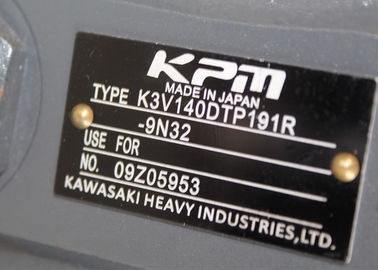 KPM
MADE IN JAPAN
TYPE K3V140DTP191R
-9N32
USE FOR
NO. 09Z05953
KAWASAKI HEAVY INDUSTRIES,LTD.